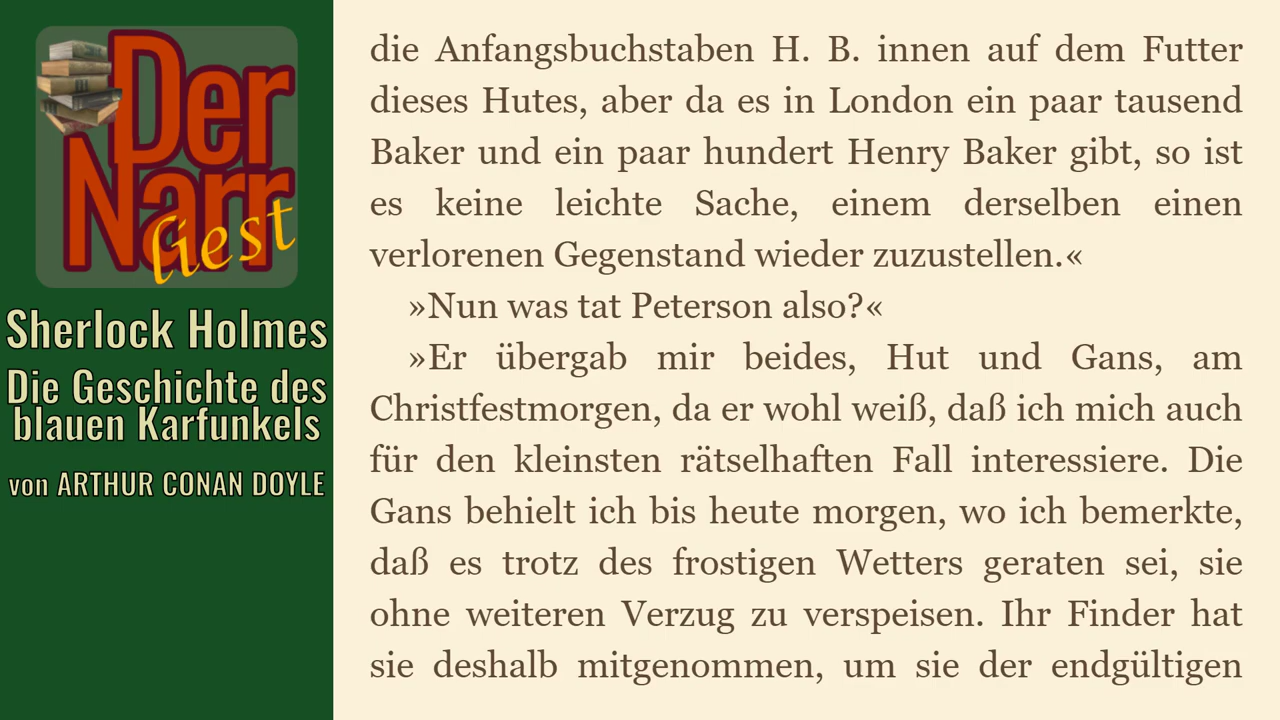 Der
Narr
liest
Sherlock Holmes
Die Geschichte des
blauen Karfunkels
von ARTHUR CONAN DOYLE
die Anfangsbuchstaben H. B. innen auf dem Futter
dieses Hutes, aber da es in London ein paar tausend
Baker und ein paar hundert Henry Baker gibt, so ist
es keine leichte Sache, einem derselben einen
verlorenen Gegenstand wieder zuzustellen.«
»Nun was tat Peterson also?«
»Er übergab mir beides, Hut und Gans, am
Christfestmorgen, da er wohl weiß, daß ich mich auch
für den kleinsten rätselhaften Fall interessiere. Die
Gans behielt ich bis heute morgen, wo ich bemerkte,
daß es trotz des frostigen Wetters geraten sei, sie
ohne weiteren Verzug zu verspeisen. Ihr Finder hat
sie deshalb mitgenommen, um sie der endgültigen